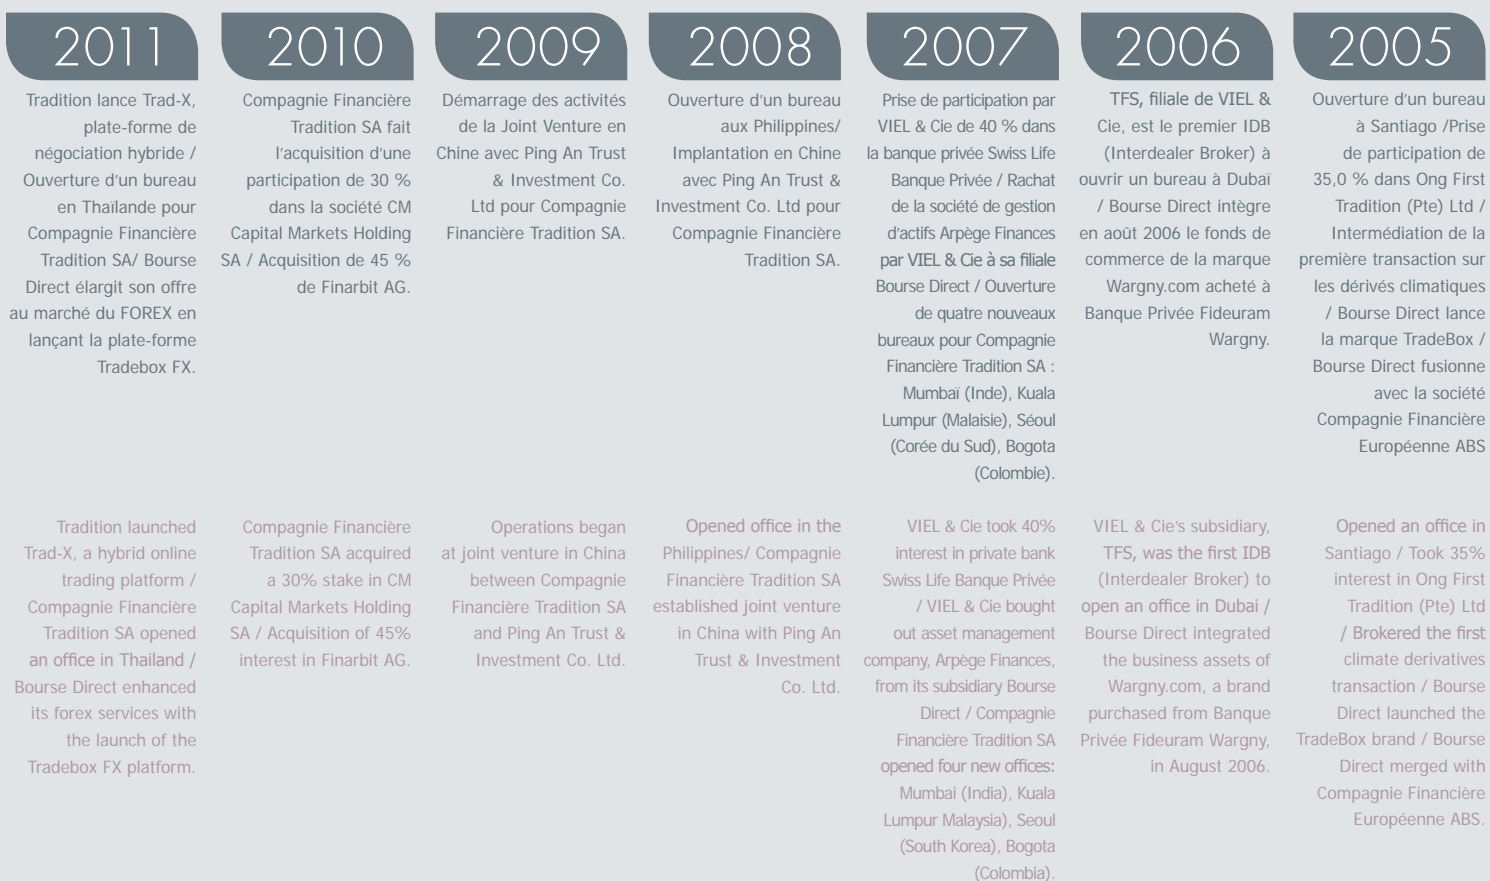 2011
Tradition lance Trad-X,
plate-forme de
négociation hybride /
Ouverture d'un bureau
en Thaïlande pour
Compagnie Financière
Tradition SA/ Bourse
Direct élargit son offre
au marché du FOREX en
lançant la plate-forme
Tradebox FX.
Tradition launched
Trad-X, a hybrid online
trading platform /
Compagnie Financière
Tradition SA opened
an office in Thailand /
Bourse Direct enhanced
its forex services with
the launch of the
Tradebox FX platform.
2010
Compagnie Financière
Tradition SA fait
l'acquisition d'une
participation de 30 %
dans la société CM
Capital Markets Holding
SA / Acquisition de 45 %
de Finarbit AG.
Compagnie Financière
Tradition SA acquired
a 30% stake in CM
Capital Markets Holding
SA / Acquisition of 45%
interest in Finarbit AG.
2009
Démarrage des activités
de la Joint Venture en
Chine avec Ping An Trust
& Investment Co.
Ltd pour Compagnie
Financière Tradition SA.
Operations began
at joint venture in China
between Compagnie
Financière Tradition SA
and Ping An Trust &
Investment Co. Ltd.
2008
Ouverture d'un bureau
aux Philippines/
Implantation en Chine
avec Ping An Trust &
Investment Co. Ltd pour
Compagnie Financière
Tradition SA.
Opened office in the
Philippines/ Compagnie
Financière Tradition SA
established joint venture
in China with Ping An
Trust & Investment
Co. Ltd.
2007
Prise de participation par
VIEL & Cie de 40 % dans
la banque privée Swiss Life
Banque Privée / Rachat
de la société de gestion
d'actifs Arpège Finances
par VIEL & Cie à sa filiale
Bourse Direct / Ouverture
de quatre nouveaux
bureaux pour Compagnie
Financière Tradition SA :
Mumbaï (Inde), Kuala
Lumpur (Malaisie), Séoul
(Corée du Sud), Bogota
(Colombie).
VIEL & Cie took 40%
interest in private bank
Swiss Life Banque Privée
/ VIEL & Cie bought
out asset management
company, Arpège Finances,
from its subsidiary Bourse
Direct / Compagnie
Financière Tradition SA
opened four new offices:
Mumbai (India), Kuala
Lumpur Malaysia), Seoul
(South Korea), Bogota
(Colombia).
2006
TFS, filiale de VIEL &
Cie, est le premier IDB
(Interdealer Broker) à
ouvrir un bureau à Dubaï
/ Bourse Direct intègre
en août 2006 le fonds de
commerce de la marque
Wargny.com acheté à
Banque Privée Fideuram
Wargny.
VIEL & Cie's subsidiary,
TFS, was the first IDB
(Interdealer Broker) to
open an office in Dubai /
Bourse Direct integrated
the business assets of
Wargny.com, a brand
purchased from Banque
Privée Fideuram Wargny,
in August 2006.
2005
Ouverture d'un bureau
à Santiago /Prise
de participation de
35,0 % dans Ong First
Tradition (Pte) Ltd /
Intermédiation de la
première transaction sur
les dérivés climatiques
/ Bourse Direct lance
la marque TradeBox /
Bourse Direct fusionne
avec la société
Compagnie Financière
Européenne ABS
Opened an office in
Santiago / Took 35%
interest in Ong First
Tradition (Pte) Ltd
/ Brokered the first
climate derivatives
transaction / Bourse
Direct launched the
TradeBox brand / Bourse
Direct merged with
Compagnie Financière
Européenne ABS.